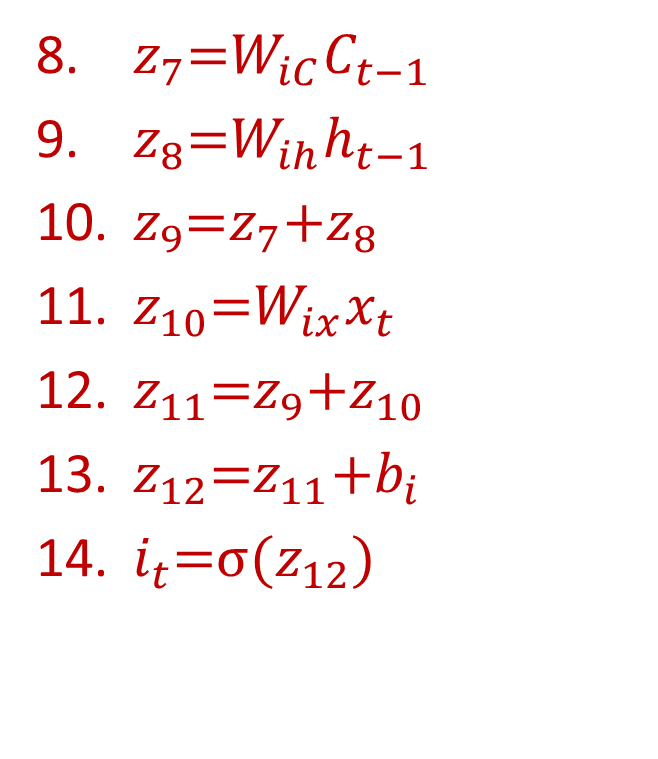 8. z₇=W_{iC}C_{t−1}
9. z₈=W_{ih}h_{t−1}
10. z₉=z₇+z₈
11. z₁₀=W_{ix}x_t
12. z₁₁=z₉+z₁₀
13. z₁₂=z₁₁+b_i
14. i_t=σ(z₁₂)